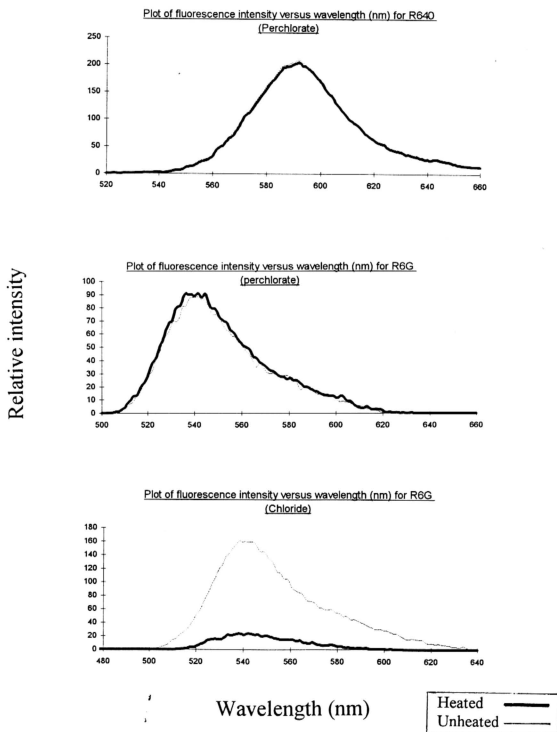 Plot of fluorescence intensity versus wavelength (nm) for R640
(Perchlorate)
250
200
150
100
50
0
520 540 560 580 600 620 640 660
Plot of fluorescence intensity versus wavelength (nm) for R6G
(perchlorate)
100
90
80
70
60
50
40
30
20
10
0
500 520 540 560 580 600 620 640 660
Relative intensity
Plot of fluorescence intensity versus wavelength (nm) for R6G
(Chloride)
180
160
140
120
100
80
60
40
20
0
480 500 520 540 560 580 600 620 640
Wavelength (nm)
Heated
Unheated